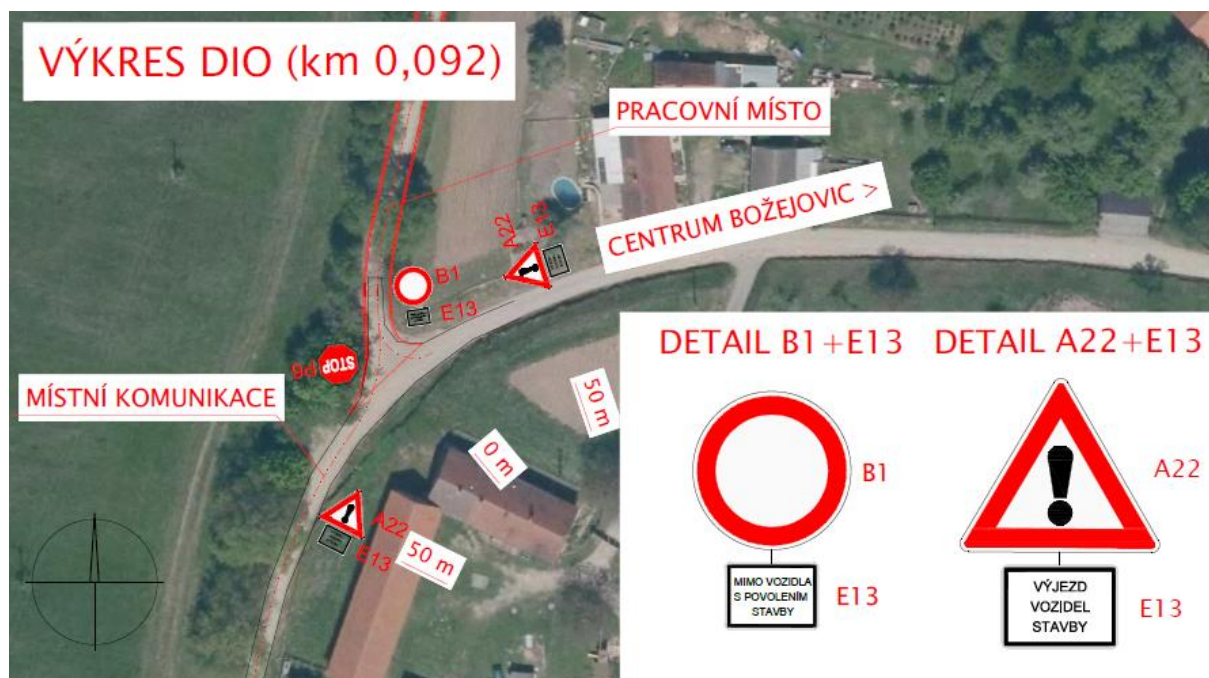 VÝKRES DIO (km 0,092)
PRACOVNÍ MÍSTO
CENTRUM BOŽEJOVIC >
A22
E13
B1
E13
STOP
P6
MÍSTNÍ KOMUNIKACE
50 m
0 m
A22
E13
50 m
DETAIL B1+E13
B1
MIMO VOZIDLA
S POVOLENÍM
STAVBY
E13
DETAIL A22+E13
A22
VÝJEZD
VOZIDEL
STAVBY
E13